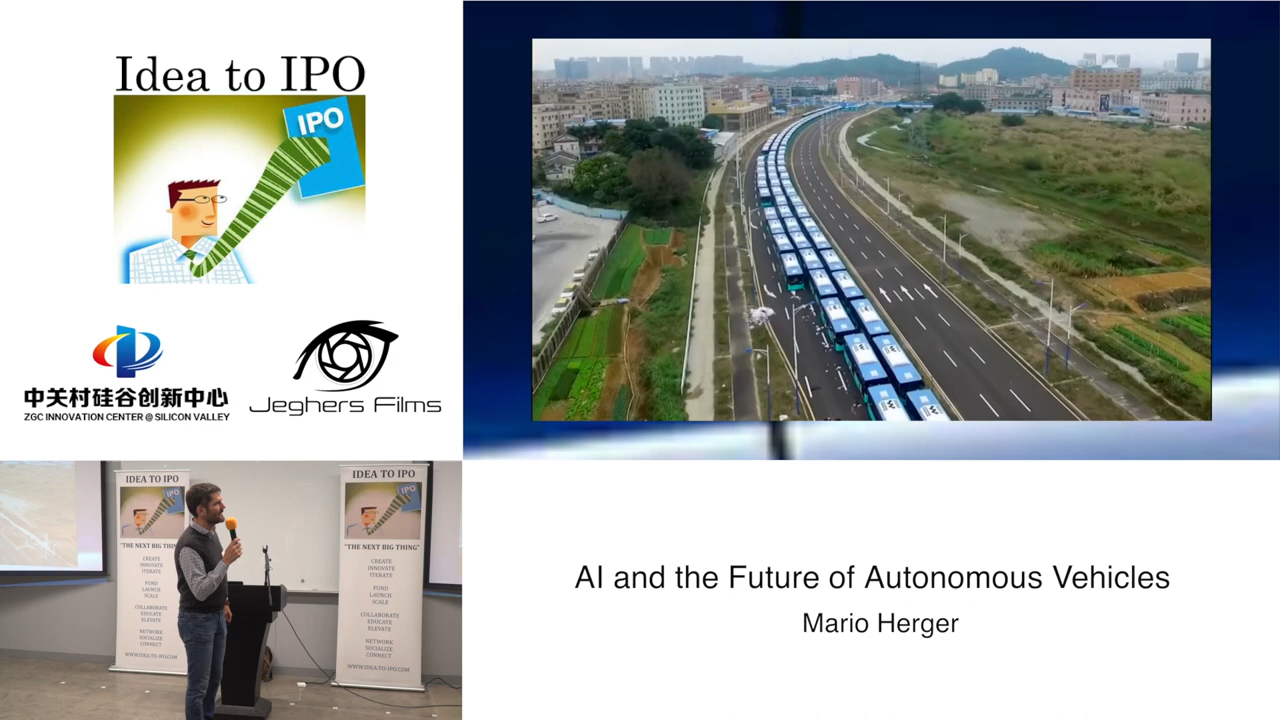 Idea to IPO
IPO
中关村硅谷创新中心
ZGC INNOVATION CENTER @ SILICON VALLEY
Jeghers Films
IDEA TO IPO
IPO
"THE NEXT BIG THIN
CREATE
INNOVATE
ITERATE
FUND
LAUNCH
SCALE
COLLABORATE
EDUCATE
ELEVATE
NETWORK
SOCIALIZE
CONNECT
WWW.IDEA-TO-IPO.COM
IDEA TO IPO
IPO
"THE NEXT BIG THING"
CREATE
INNOVATE
ITERATE
FUND
LAUNCH
SCALE
COLLABORATE
EDUCATE
ELEVATE
NETWORK
SOCIALIZE
CONNECT
WWW.IDEA-TO-IPO.COM
AI and the Future of Autonomous Vehicles
Mario Herger